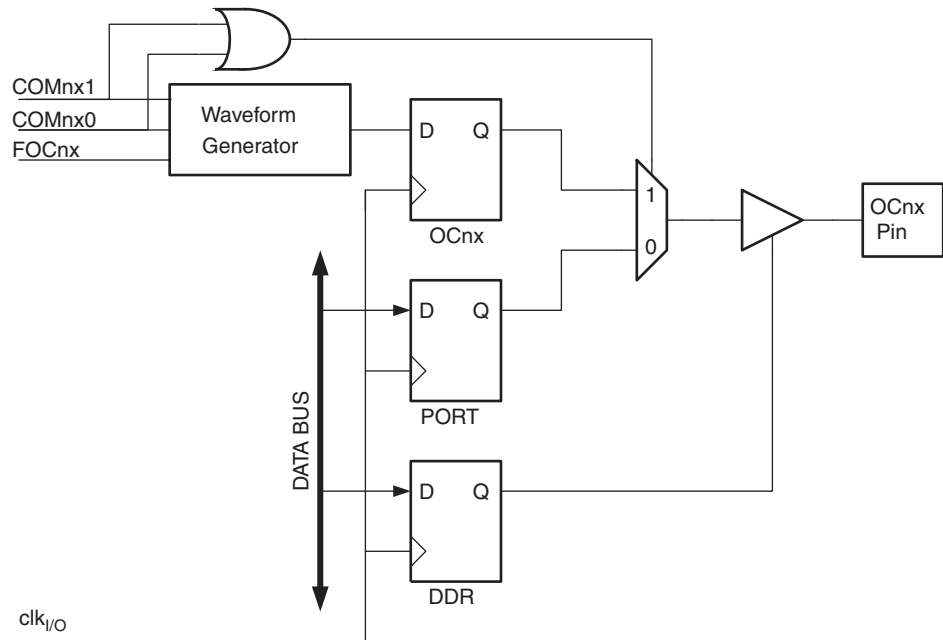 COMnx1
COMnx0
FOCnx
Waveform
Generator
D Q
OCnx
1
0
OCnx
Pin
D Q
PORT
DATA BUS
D Q
DDR
clkI/O